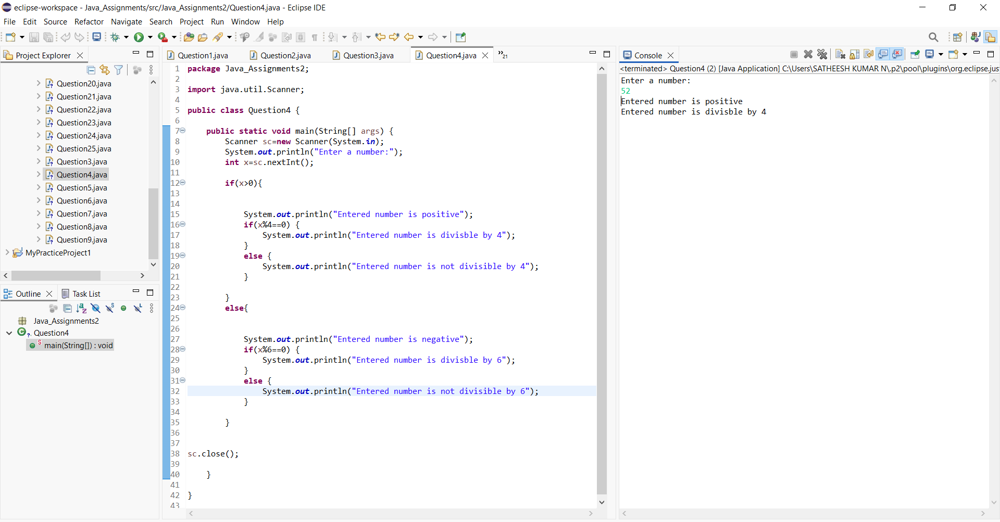 eclipse-workspace - Java_Assignments/src/Java_Assignments2/Question4.java - Eclipse IDE
File Edit Source Refactor Navigate Search Project Run Window Help
Project Explorer
Question20.java
Question21.java
Question22.java
Question23.java
Question24.java
Question25.java
Question3.java
Question4.java
Question5.java
Question6.java
Question7.java
Question8.java
Question9.java
MyPracticeProject1
Outline Task List
Java_Assignments2
Question4
main(String[]) : void
Question1.java Question2.java Question3.java Question4.java »21
1 package Java_Assignments2;
2
3 import java.util.Scanner;
4
5 public class Question4 {
6
7     public static void main(String[] args) {
8         Scanner sc=new Scanner(System.in);
9         System.out.println("Enter a number:");
10         int x=sc.nextInt();
11
12         if(x>0){
13
14
15             System.out.println("Entered number is positive");
16             if(x%4==0) {
17                 System.out.println("Entered number is divisble by 4");
18             }
19             else {
20                 System.out.println("Entered number is not divisible by 4");
21             }
22
23         }
24         else{
25
26
27             System.out.println("Entered number is negative");
28             if(x%6==0) {
29                 System.out.println("Entered number is divisble by 6");
30             }
31             else {
32                 System.out.println("Entered number is not divisible by 6");
33             }
34
35         }
36
37
38 sc.close();
39
40     }
41
42 }
43
Console
<terminated> Question4 (2) [Java Application] C:\Users\SATHEESH KUMAR N\.p2\pool\plugins\org.eclipse.jus
Enter a number:
52
Entered number is positive
Entered number is divisble by 4